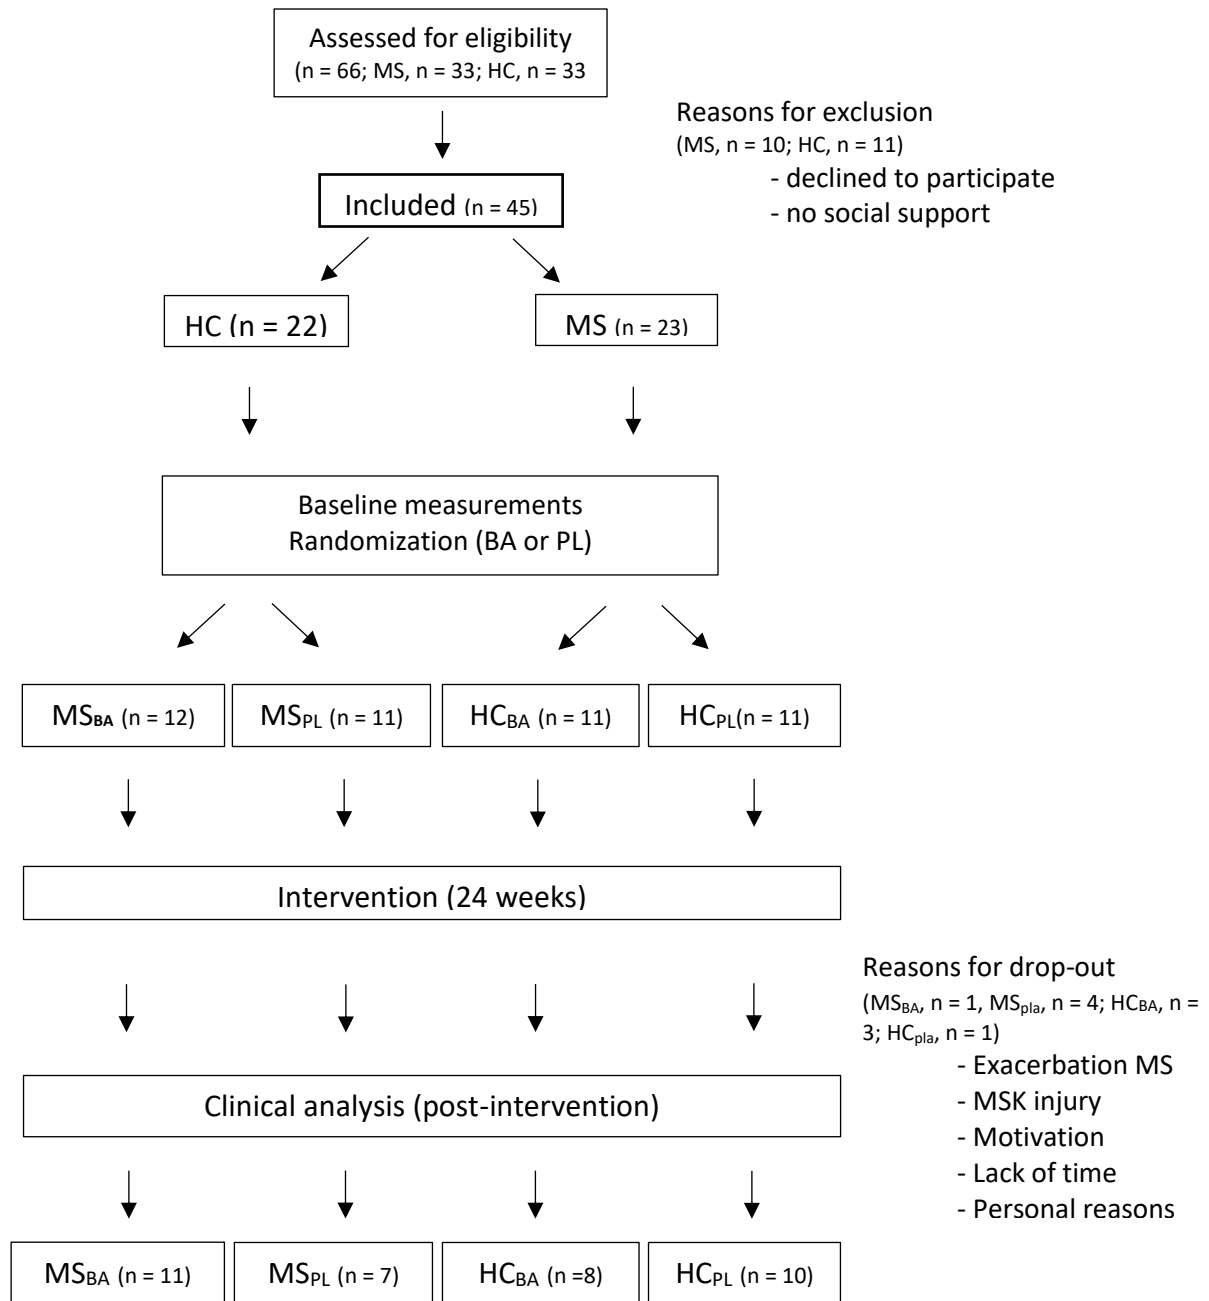 Assessed for eligibility
(n = 66; MS, n = 33; HC, n = 33
Reasons for exclusion
(MS, n = 10; HC, n = 11)
- declined to participate
- no social support
Included (n = 45)
HC (n = 22)
MS (n = 23)
Baseline measurements
Randomization (BA or PL)
MSBA (n = 12)
MSPL (n = 11)
HCBA (n = 11)
HCPL(n = 11)
Intervention (24 weeks)
Reasons for drop-out
(MSBA, n = 1, MSpla, n = 4; HCBA, n =
3; HCpla, n = 1)
- Exacerbation MS
- MSK injury
- Motivation
- Lack of time
- Personal reasons
Clinical analysis (post-intervention)
MSBA (n = 11)
MSPL (n = 7)
HCBA (n =8)
HCPL (n = 10)